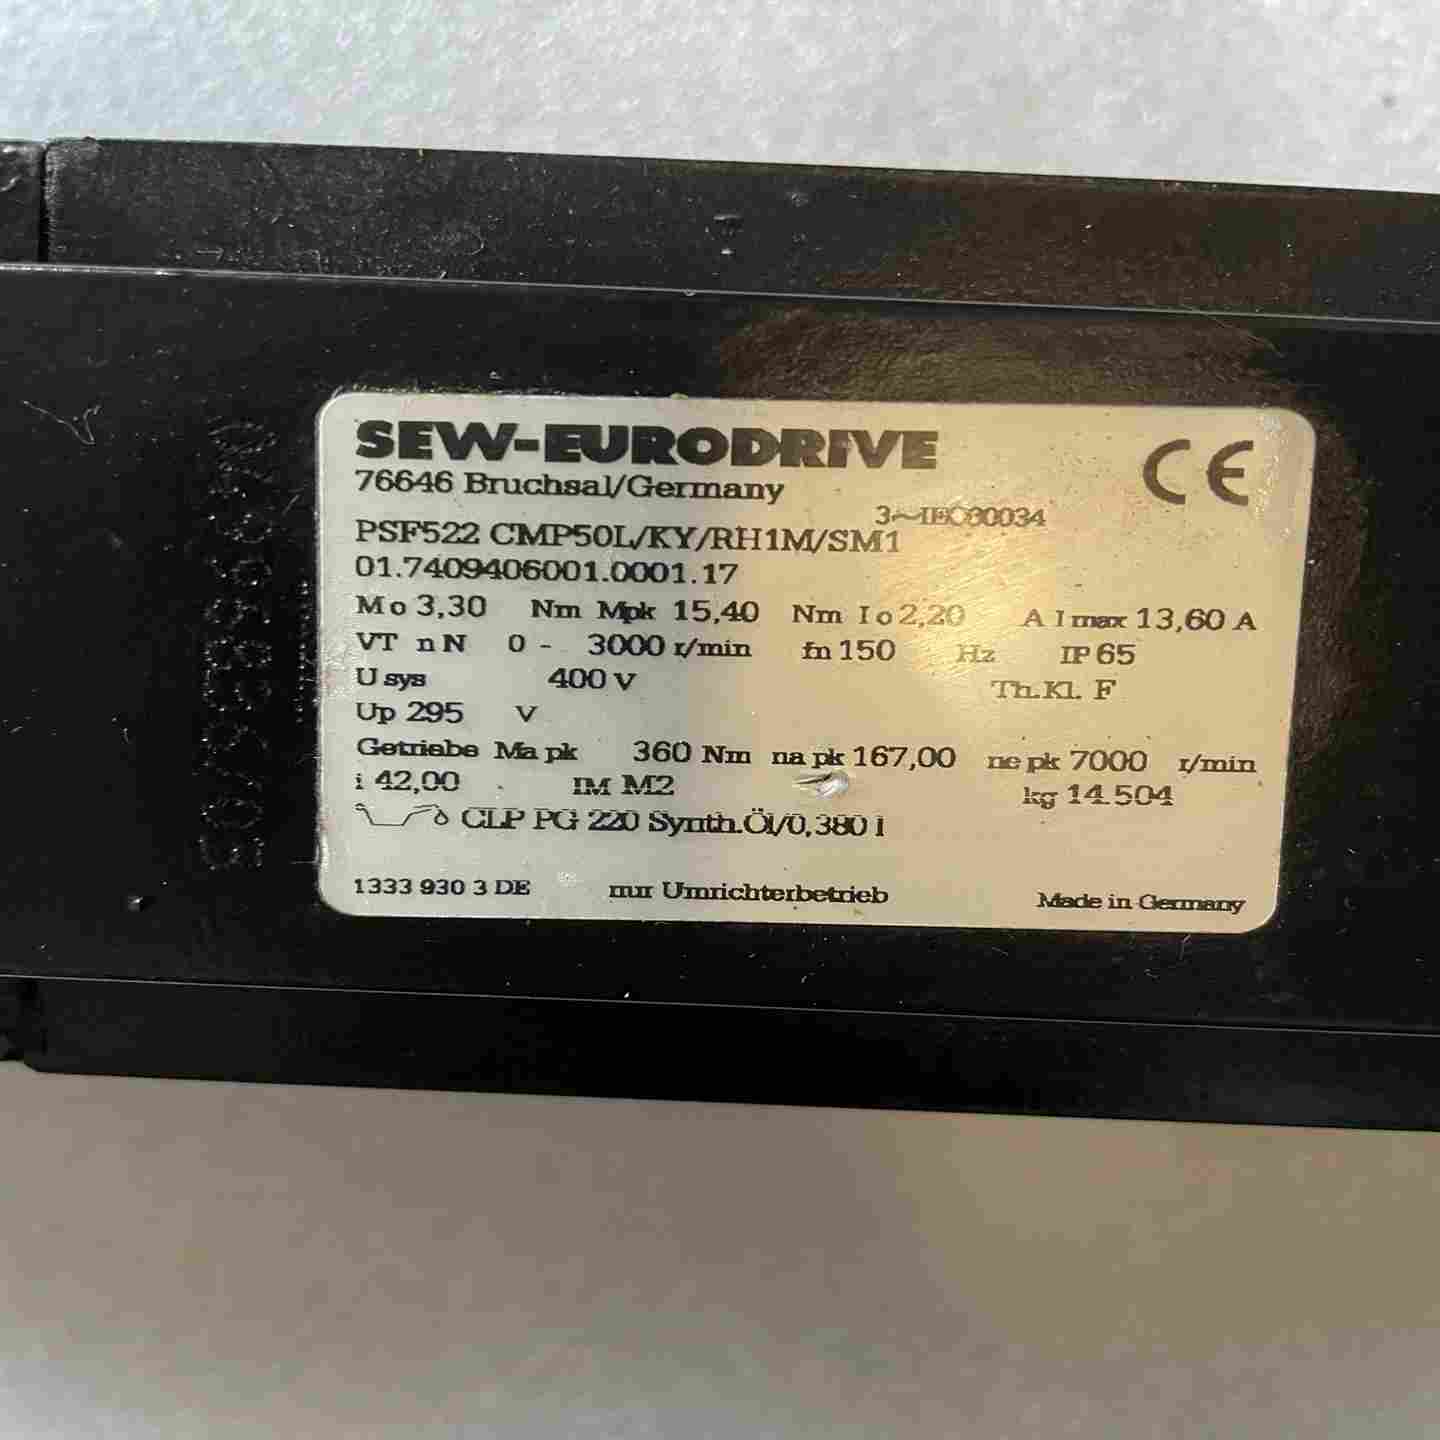 SEW-EURODRIVE
CE
76646 Bruchsal/Germany
3~IEC60034
PSF522 CMP50L/KY/RH1M/SM1
01.7409406001.0001.17
Mo 3,30 Nm Mpk 15,40 Nm Io 2,20 A Imax 13,60 A
VT nN 0 - 3000 r/min fn 150 Hz IP 65
U sys 400 V Th.Kl. F
Up 295 V
Getriebe Ma pk 360 Nm na pk 167,00 ne pk 7000 r/min
i 42,00 IM M2 kg 14.504
CLP PG 220 Synth.Öl/0,380 l
1333 930 3 DE nur Umrichterbetrieb Made in Germany